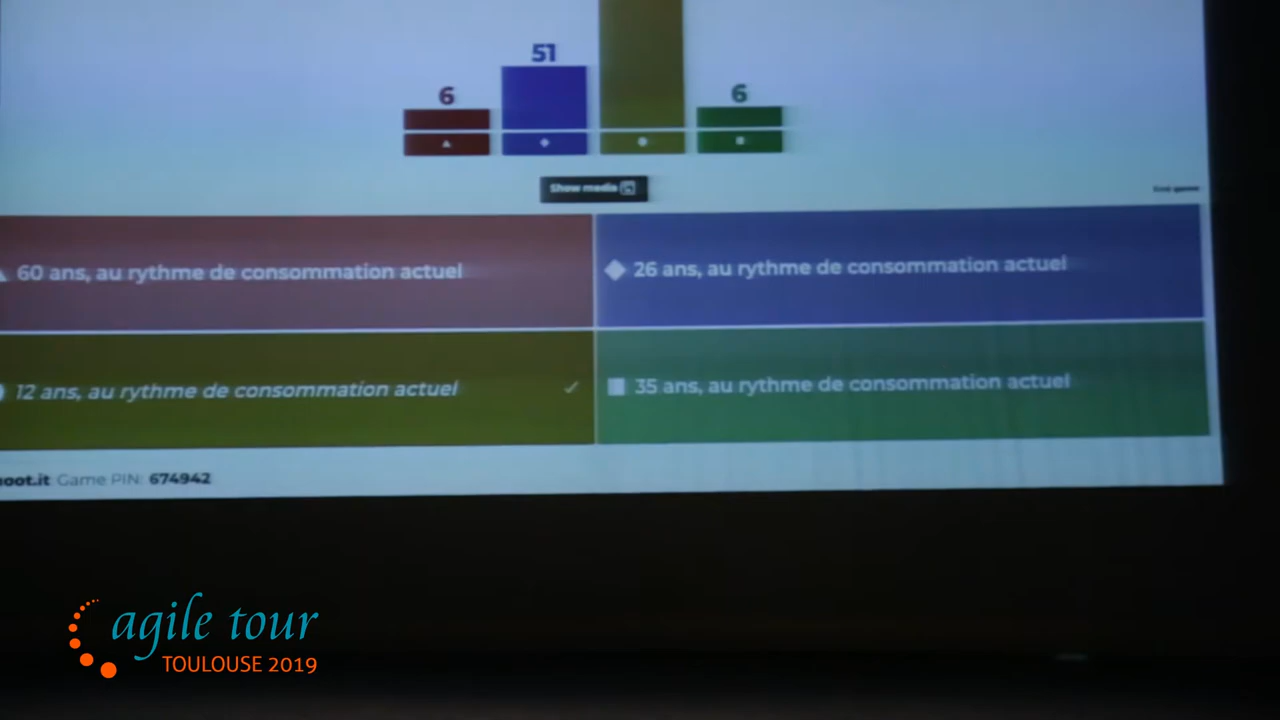 51
6
6
Show media
End game
60 ans, au rythme de consommation actuel
26 ans, au rythme de consommation actuel
12 ans, au rythme de consommation actuel
35 ans, au rythme de consommation actuel
oot.it Game PIN: 674942
agile tour
TOULOUSE 2019